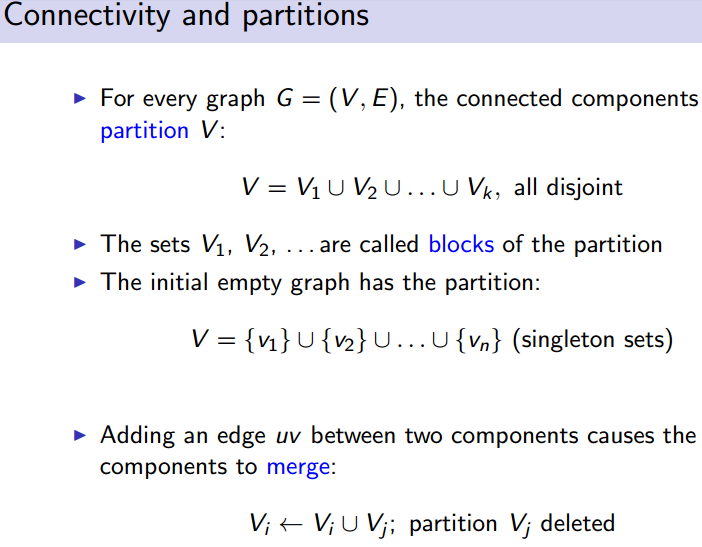 Connectivity and partitions
▶ For every graph G = (V, E), the connected components
partition V:
V = V₁ ∪ V₂ ∪ . . . ∪ Vₖ, all disjoint
▶ The sets V₁, V₂, . . . are called blocks of the partition
▶ The initial empty graph has the partition:
V = {v₁} ∪ {v₂} ∪ . . . ∪ {vₙ} (singleton sets)
▶ Adding an edge uv between two components causes the
components to merge:
Vᵢ ← Vᵢ ∪ Vⱼ; partition Vⱼ deleted